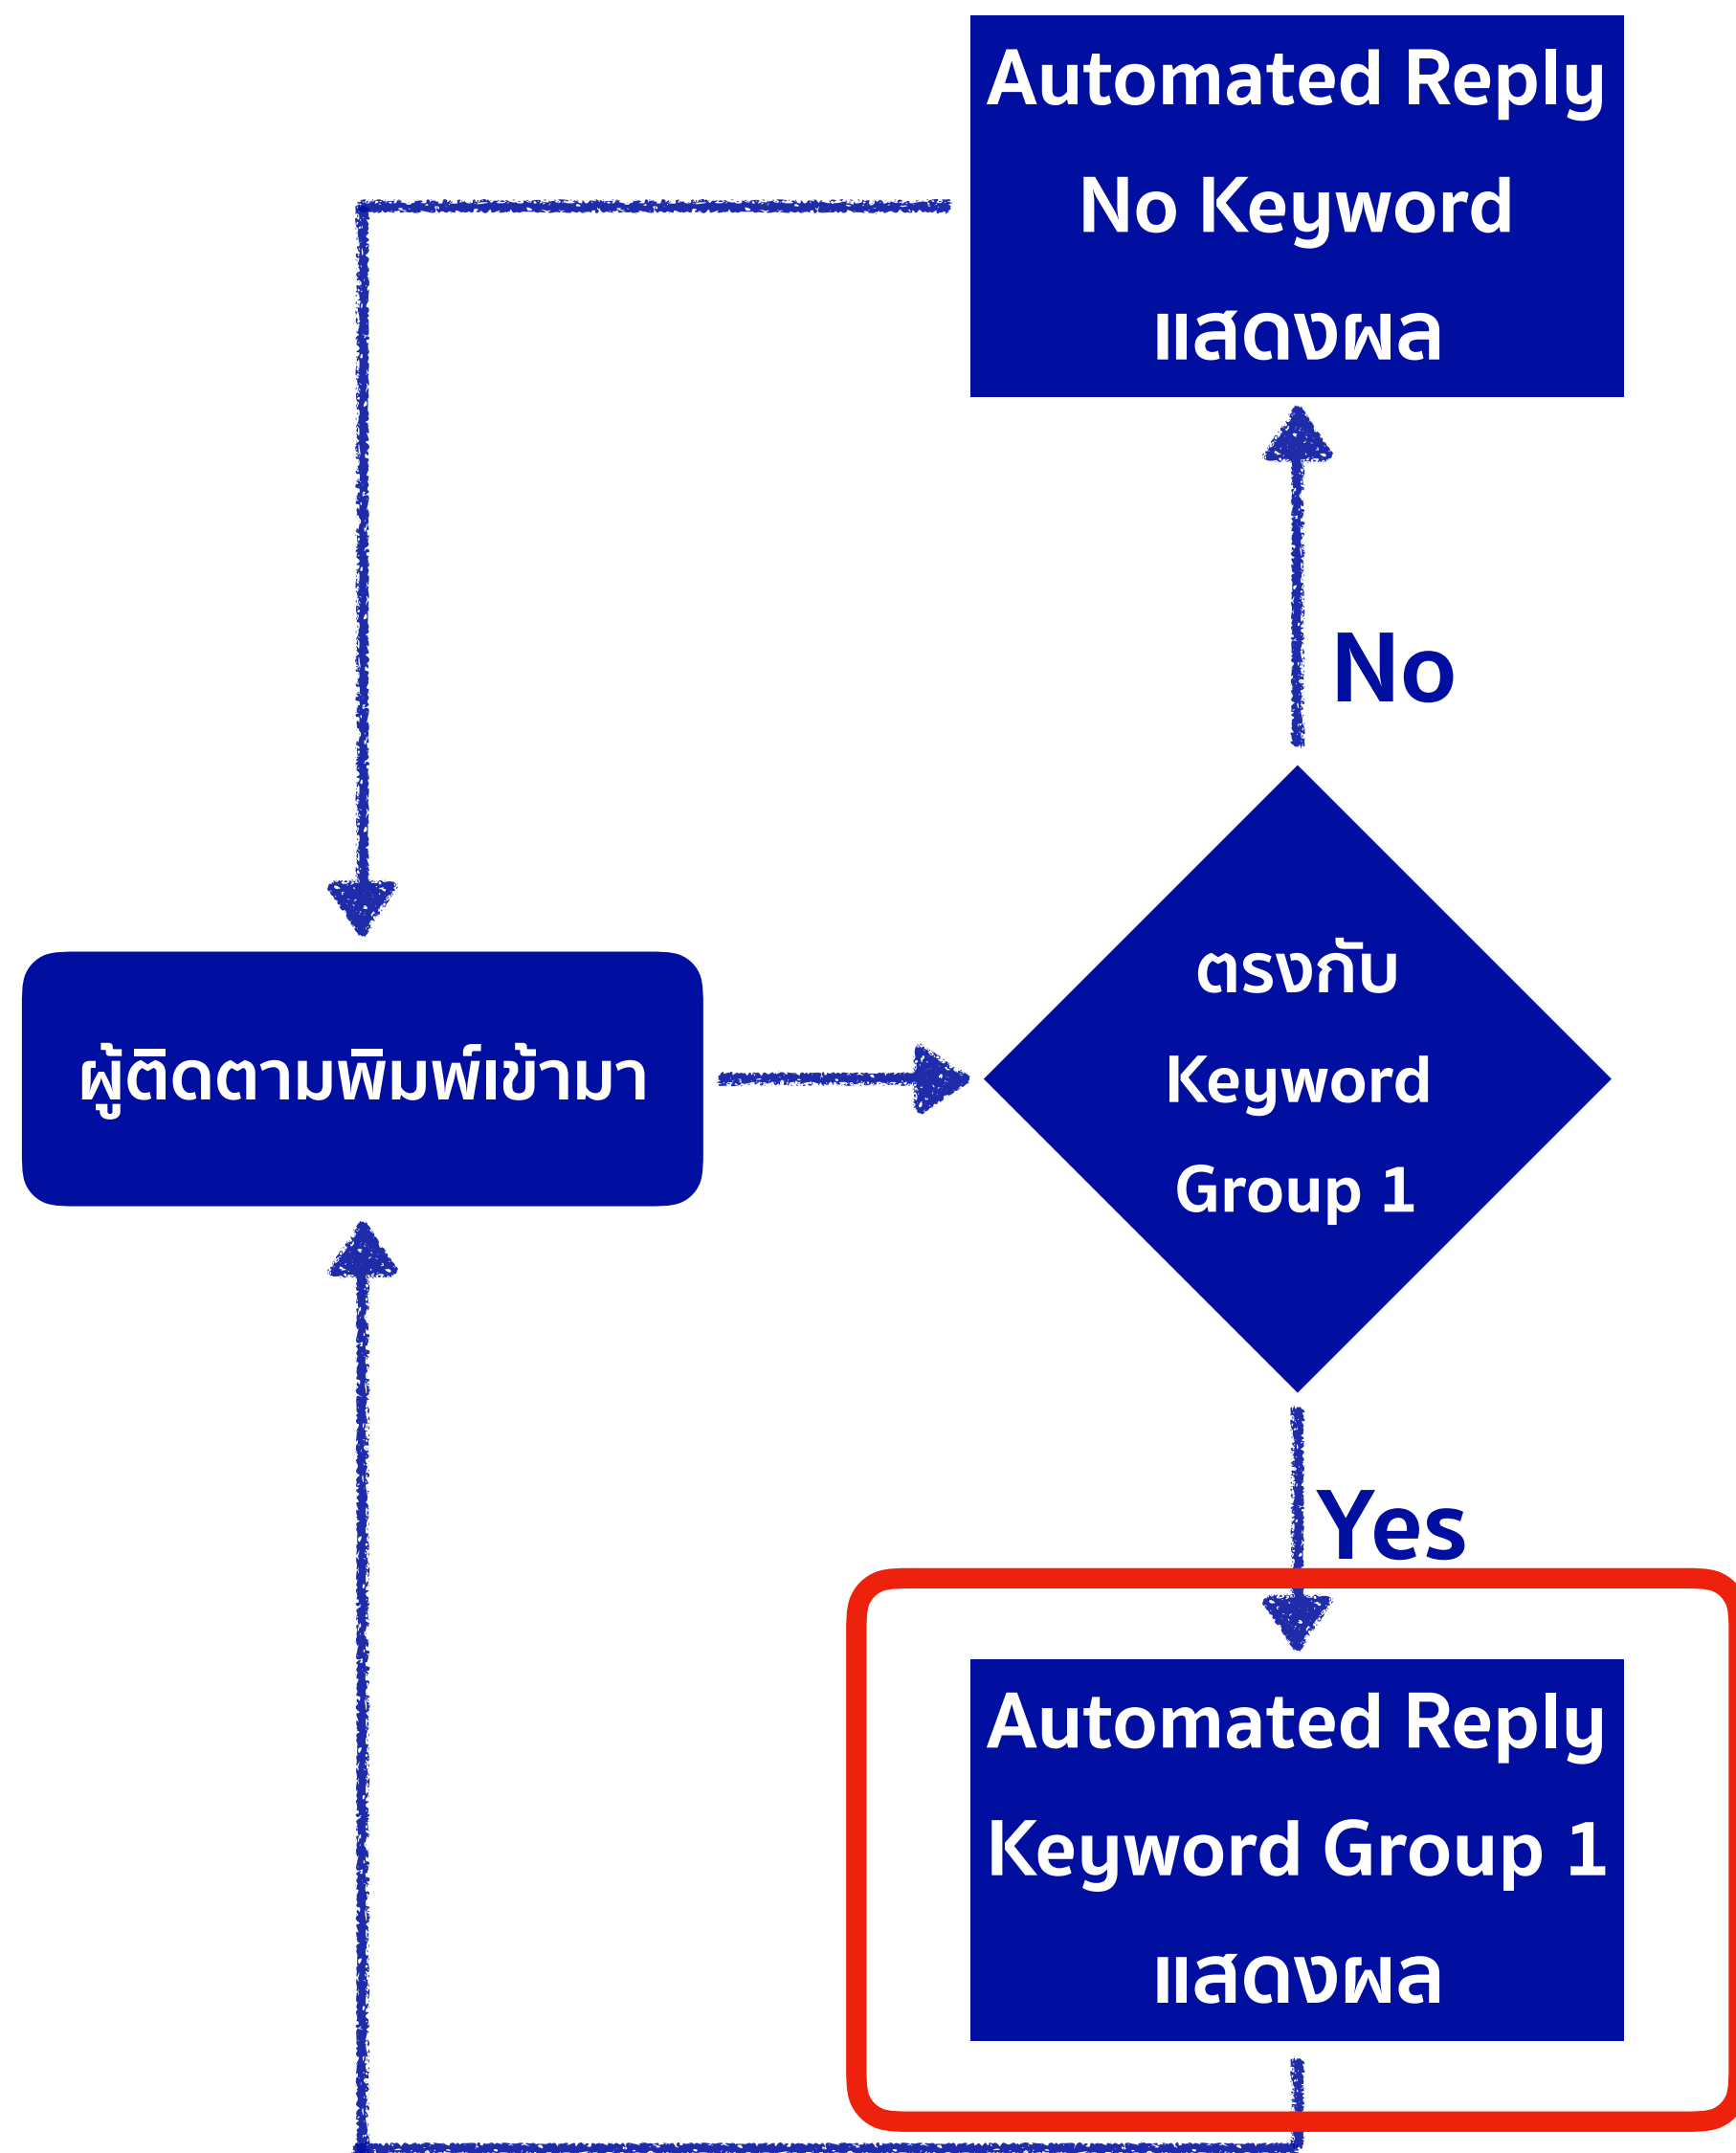 Automated Reply
No Keyword
แสดงผล
No
ผู้ติดตามพิมพ์เข้ามา
ตรงกับ
Keyword
Group 1
Yes
Automated Reply
Keyword Group 1
แสดงผล